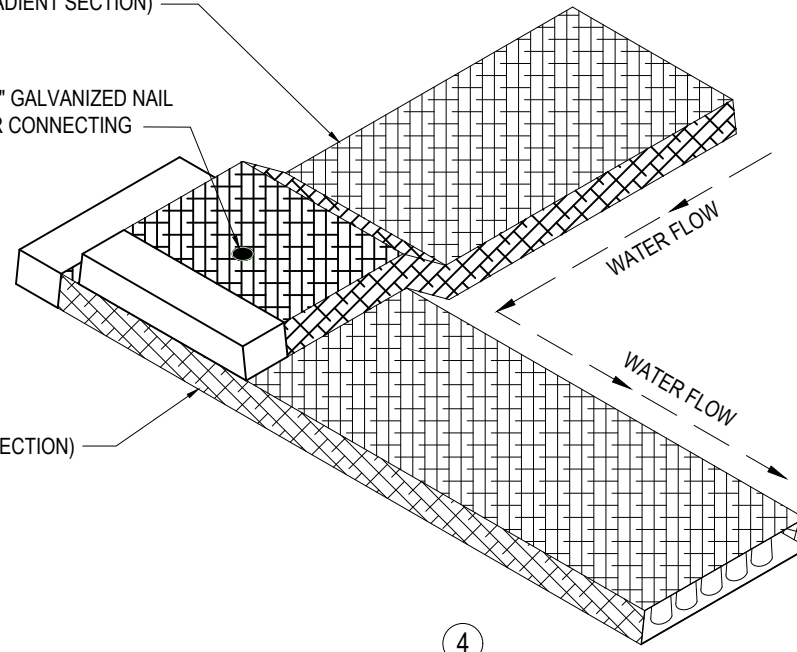 ADIENT SECTION)
" GALVANIZED NAIL
R CONNECTING
WATER FLOW
WATER FLOW
ECTION)
4